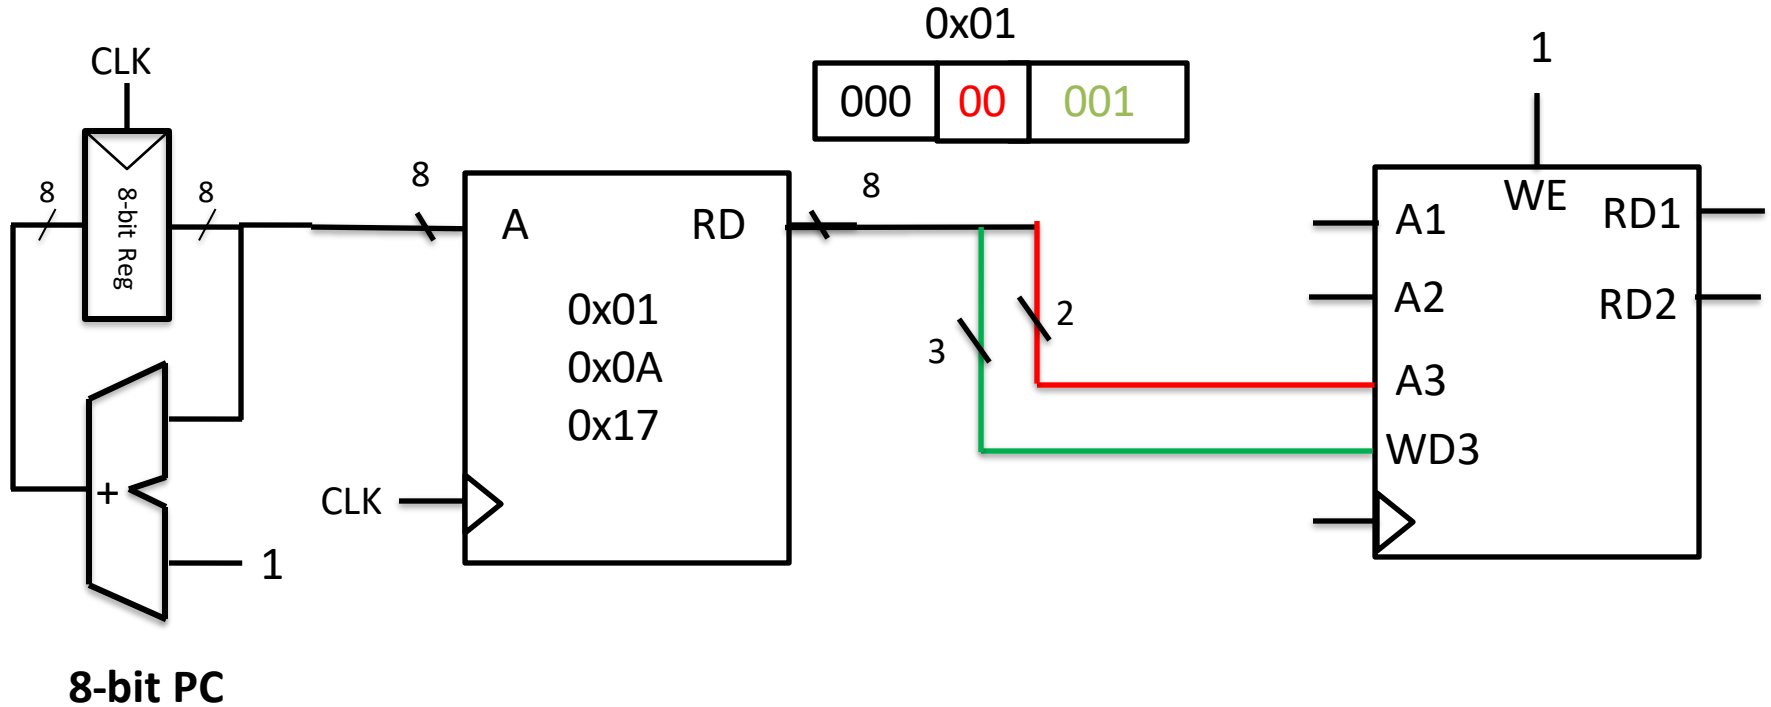 0x01
CLK
000 00 001
1
8
8
8-bit Reg
8
8
A
RD
0x01
0x0A
0x17
CLK
3
2
WE
A1
A2
A3
WD3
RD1
RD2
+
1
8-bit PC